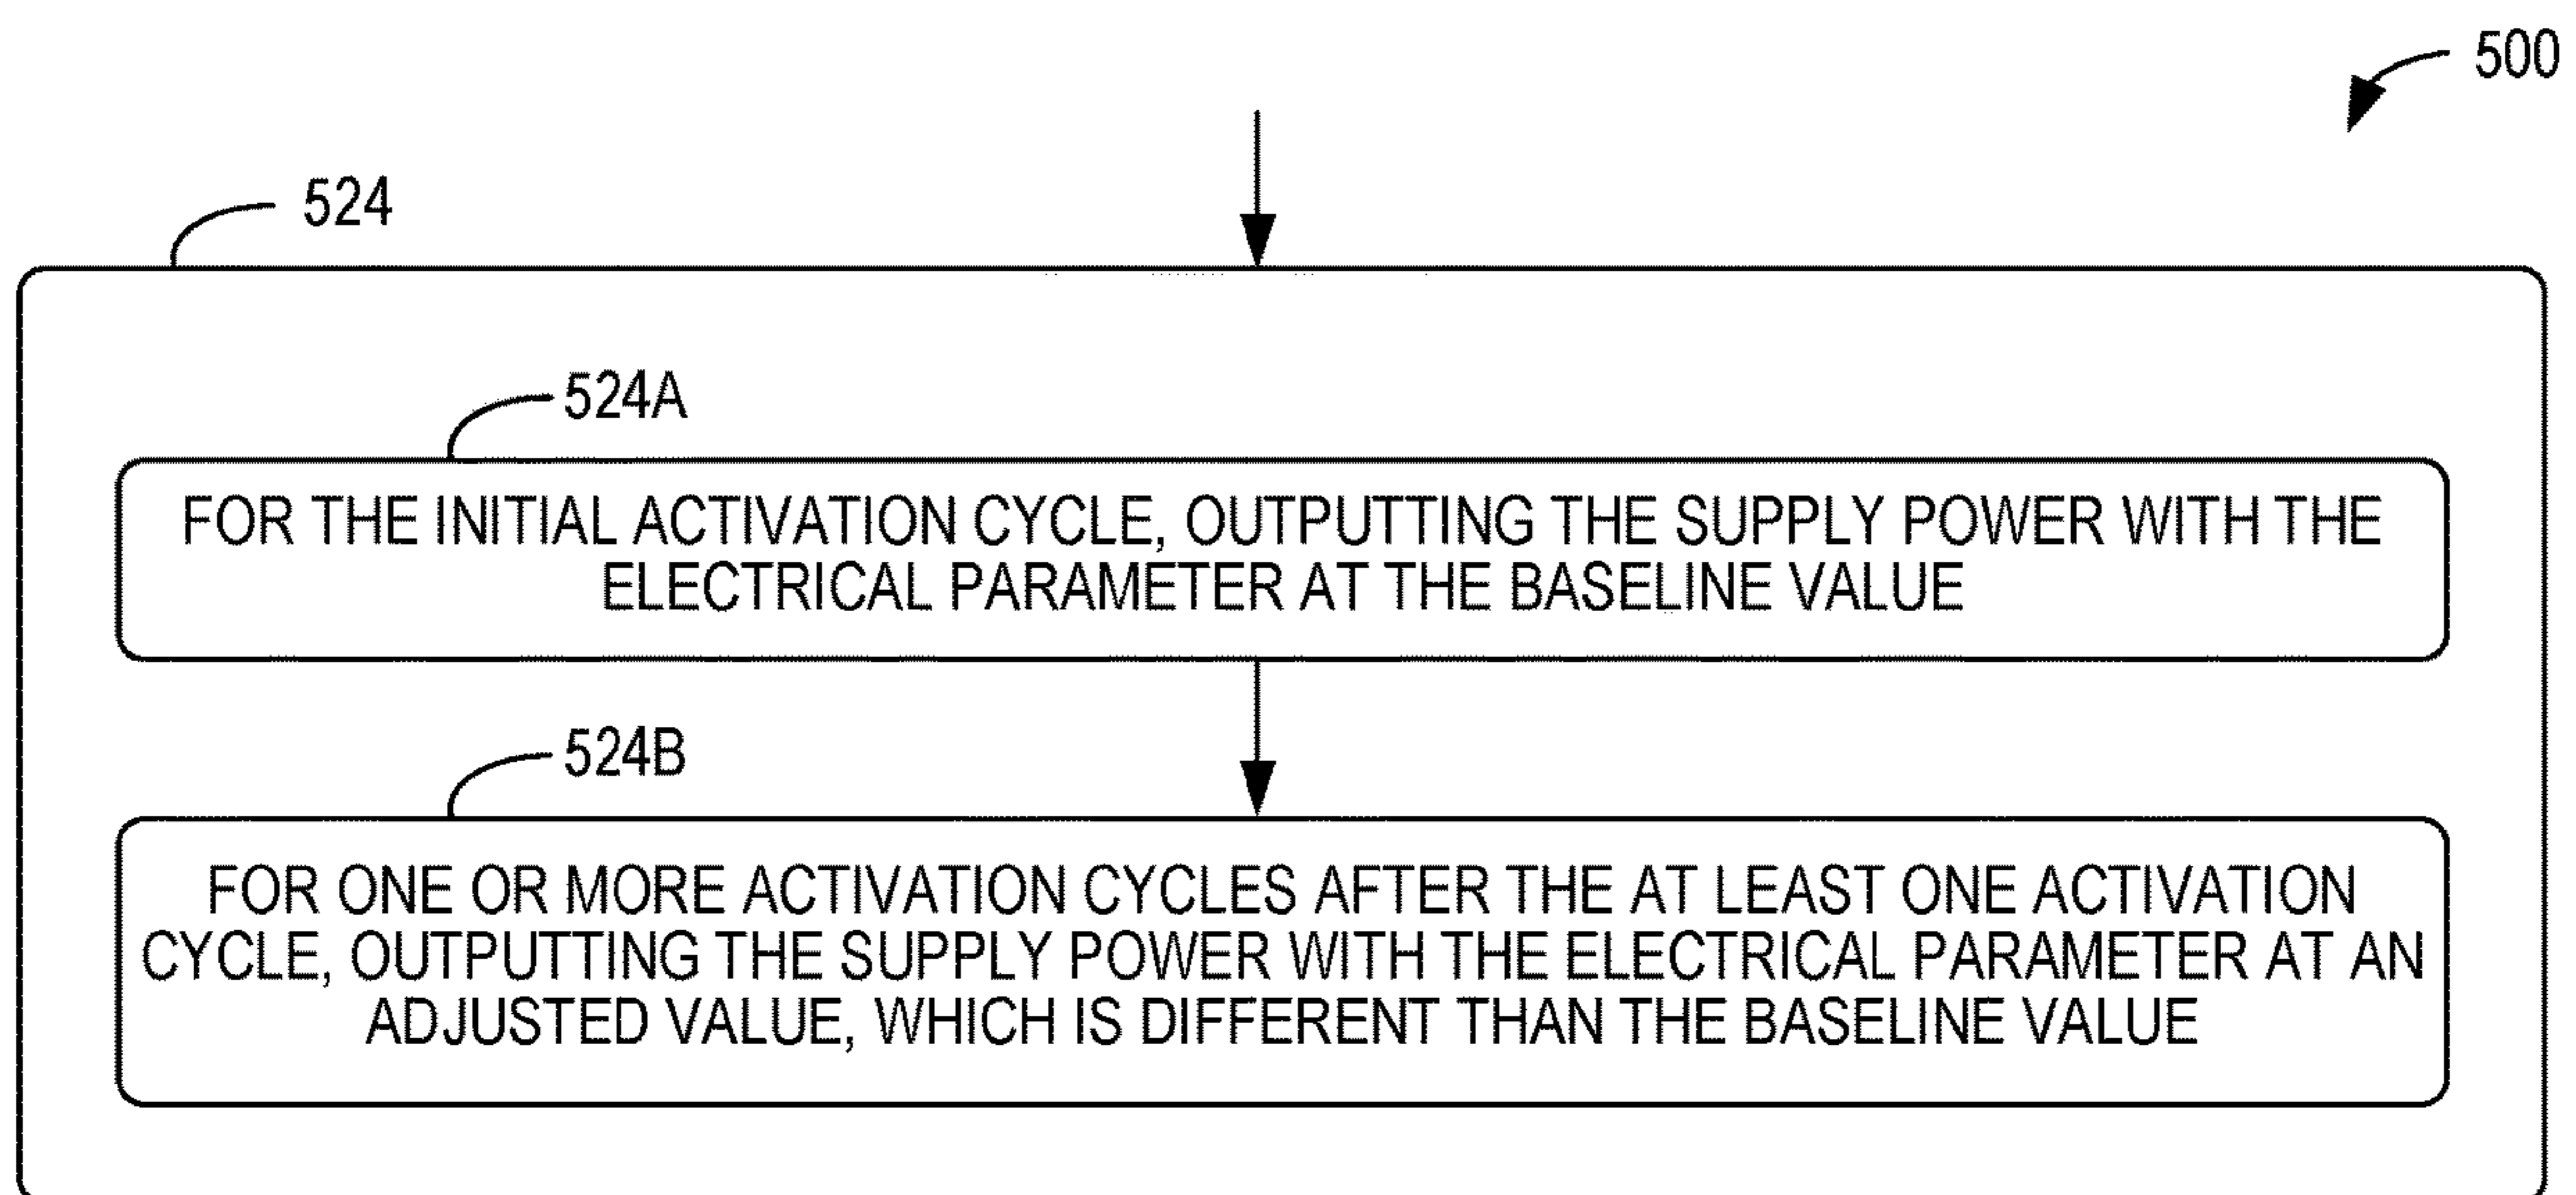 500
524
524A
FOR THE INITIAL ACTIVATION CYCLE, OUTPUTTING THE SUPPLY POWER WITH THE
ELECTRICAL PARAMETER AT THE BASELINE VALUE
524B
FOR ONE OR MORE ACTIVATION CYCLES AFTER THE AT LEAST ONE ACTIVATION
CYCLE, OUTPUTTING THE SUPPLY POWER WITH THE ELECTRICAL PARAMETER AT AN
ADJUSTED VALUE, WHICH IS DIFFERENT THAN THE BASELINE VALUE